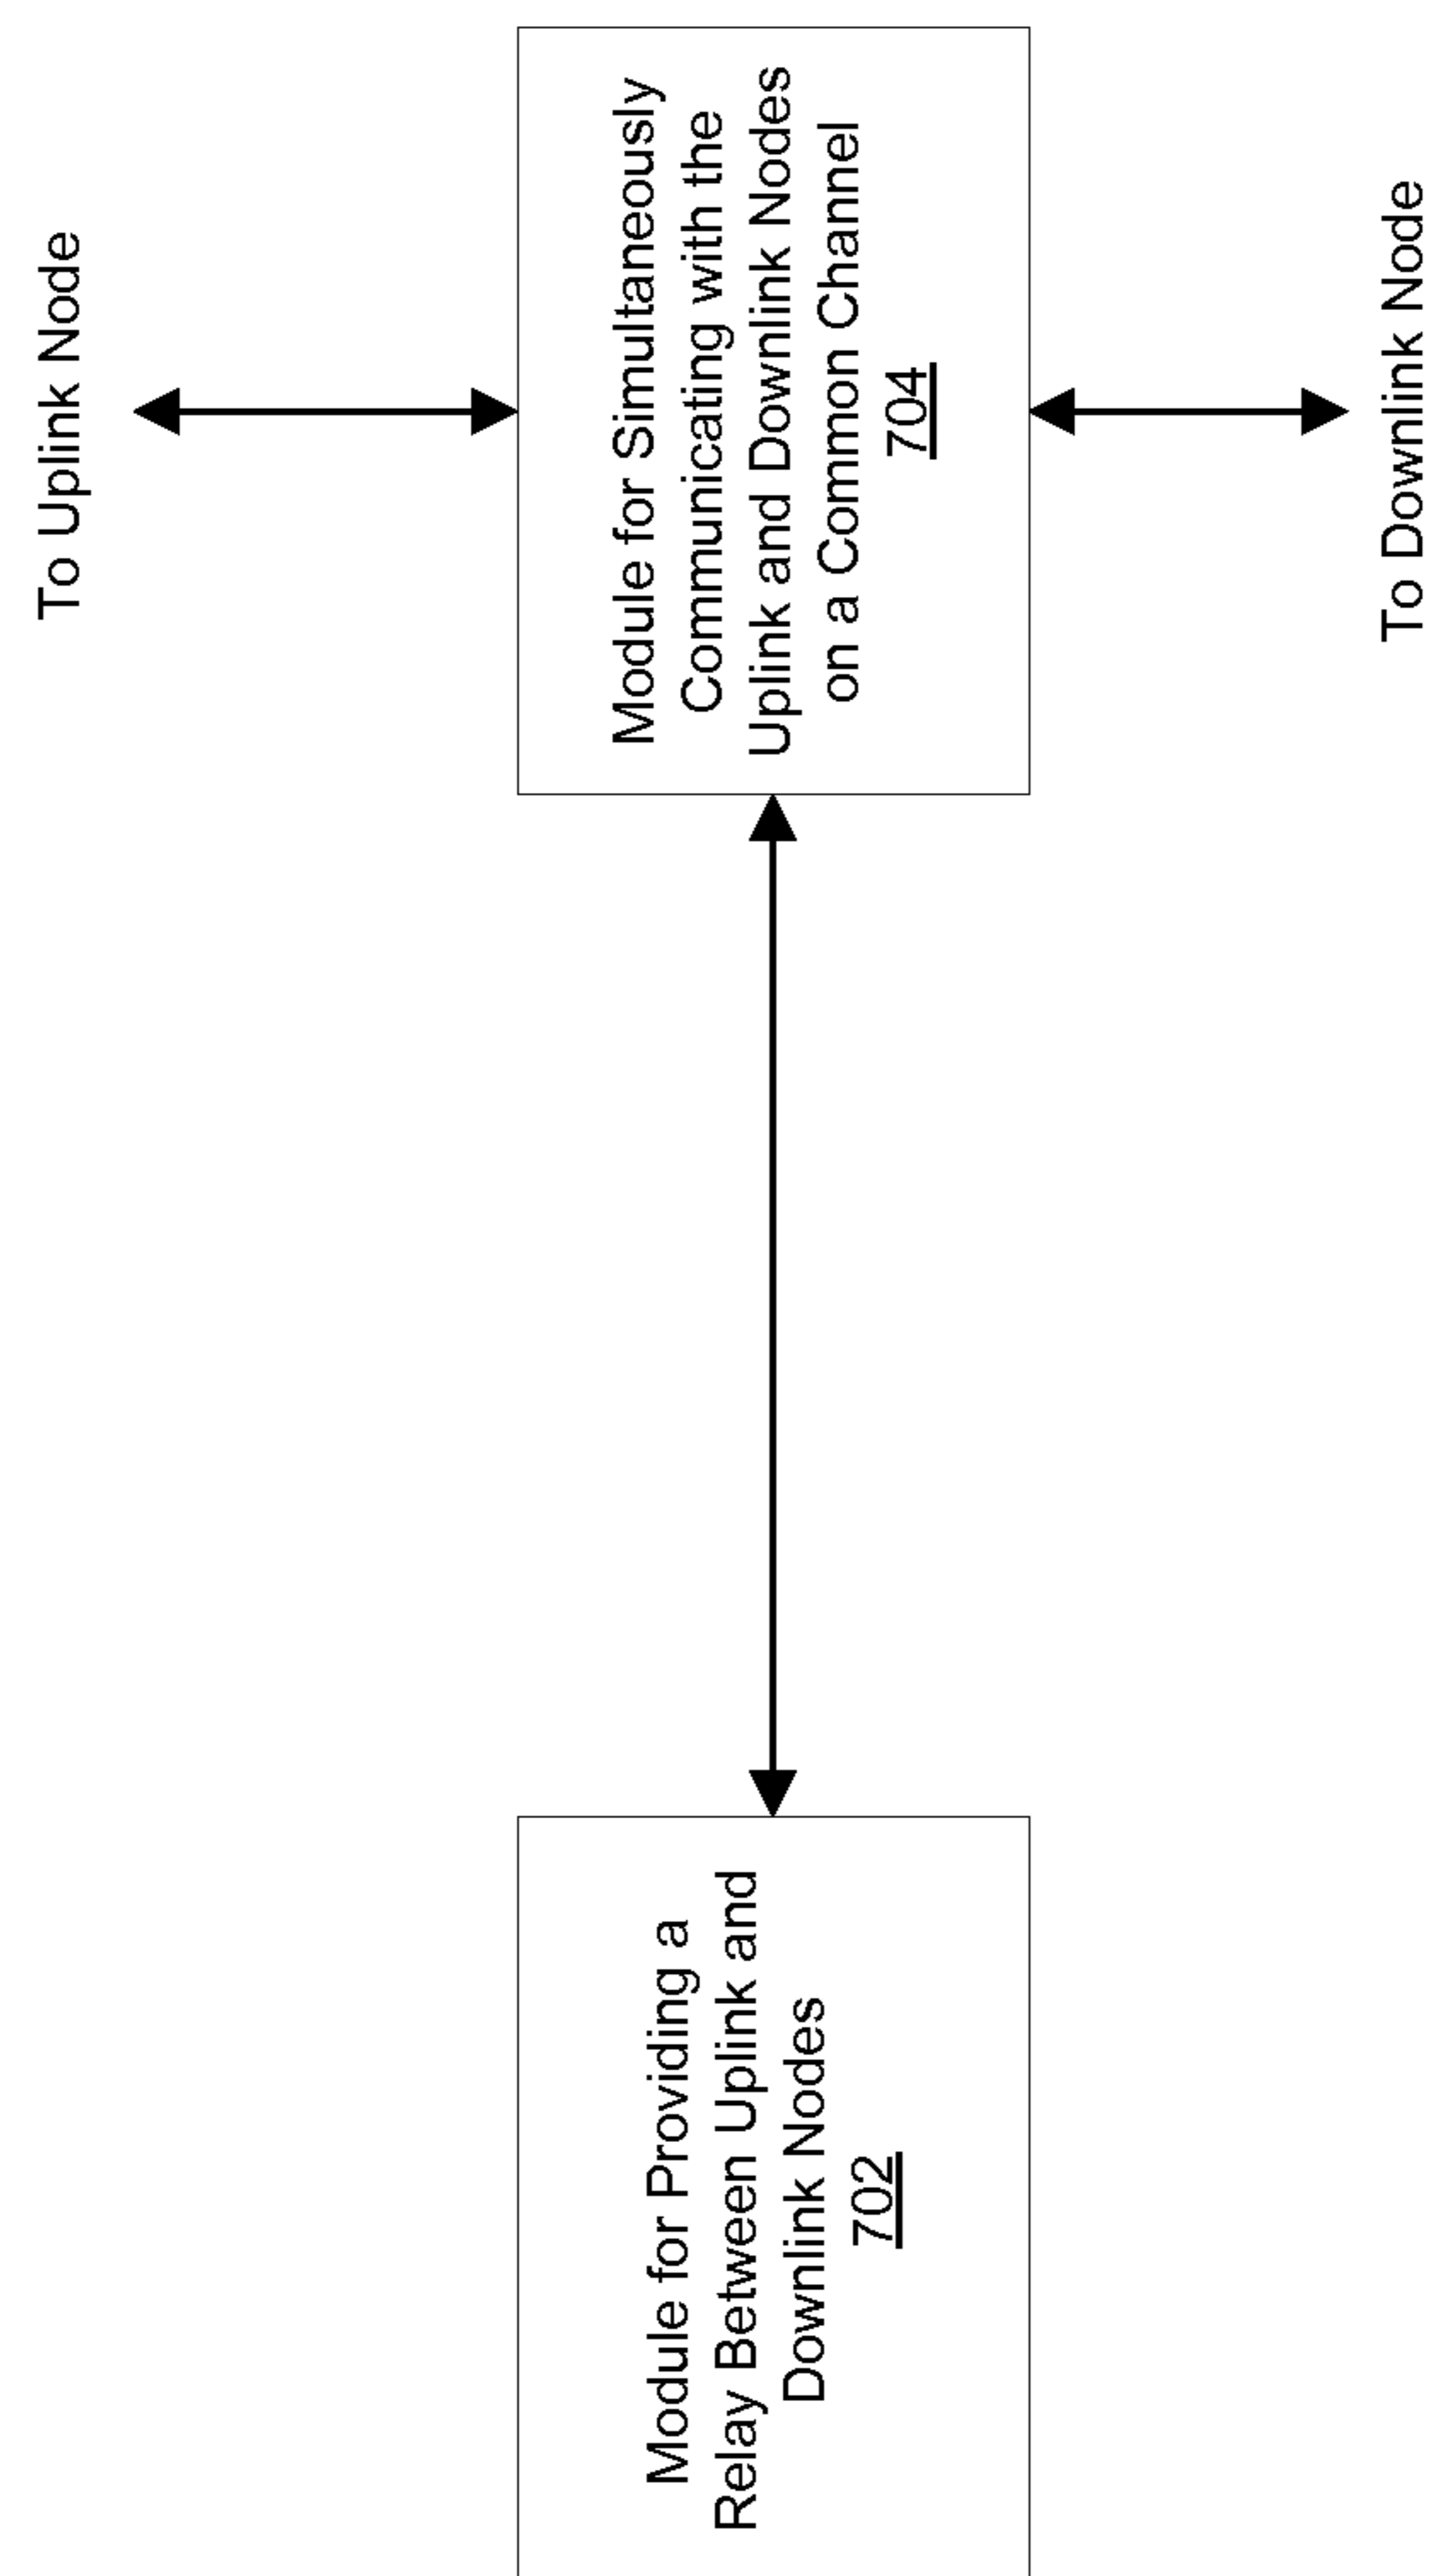 To Uplink Node
Module for Providing a
Relay Between Uplink and
Downlink Nodes
702
Module for Simultaneously
Communicating with the
Uplink and Downlink Nodes
on a Common Channel
704
To Downlink Node